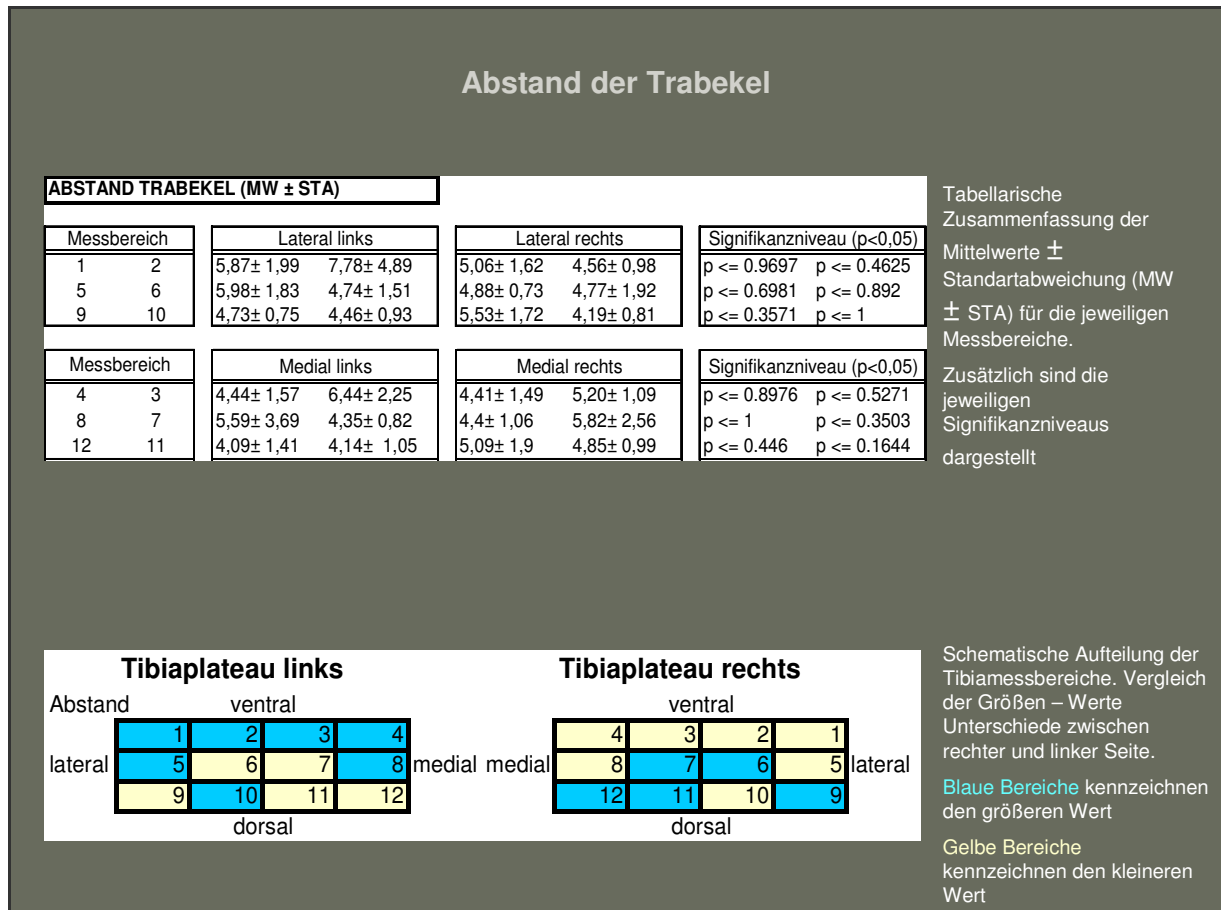 Abstand der Trabekel
ABSTAND TRABEKEL (MW ± STA)
Messbereich Lateral links Lateral rechts Signifikanzniveau (p<0,05)
1 2 5,87± 1,99 7,78± 4,89 5,06± 1,62 4,56± 0,98 p <= 0.9697 p <= 0.4625
5 6 5,98± 1,83 4,74± 1,51 4,88± 0,73 4,77± 1,92 p <= 0.6981 p <= 0.892
9 10 4,73± 0,75 4,46± 0,93 5,53± 1,72 4,19± 0,81 p <= 0.3571 p <= 1
Messbereich Medial links Medial rechts Signifikanzniveau (p<0,05)
4 3 4,44± 1,57 6,44± 2,25 4,41± 1,49 5,20± 1,09 p <= 0.8976 p <= 0.5271
8 7 5,59± 3,69 4,35± 0,82 4,4± 1,06 5,82± 2,56 p <= 1 p <= 0.3503
12 11 4,09± 1,41 4,14± 1,05 5,09± 1,9 4,85± 0,99 p <= 0.446 p <= 0.1644
Tabellarische
Zusammenfassung der
Mittelwerte ±
Standartabweichung (MW
± STA) für die jeweiligen
Messbereiche.
Zusätzlich sind die
jeweiligen
Signifikanzniveaus
dargestellt
Tibiaplateau links Tibiaplateau rechts
Abstand ventral ventral
1 2 3 4 4 3 2 1
lateral 5 6 7 8 medial medial 8 7 6 5 lateral
9 10 11 12 12 11 10 9
dorsal dorsal
Schematische Aufteilung der
Tibiamessbereiche. Vergleich
der Größen – Werte
Unterschiede zwischen
rechter und linker Seite.
Blaue Bereiche kennzeichnen
den größeren Wert
Gelbe Bereiche
kennzeichnen den kleineren
Wert